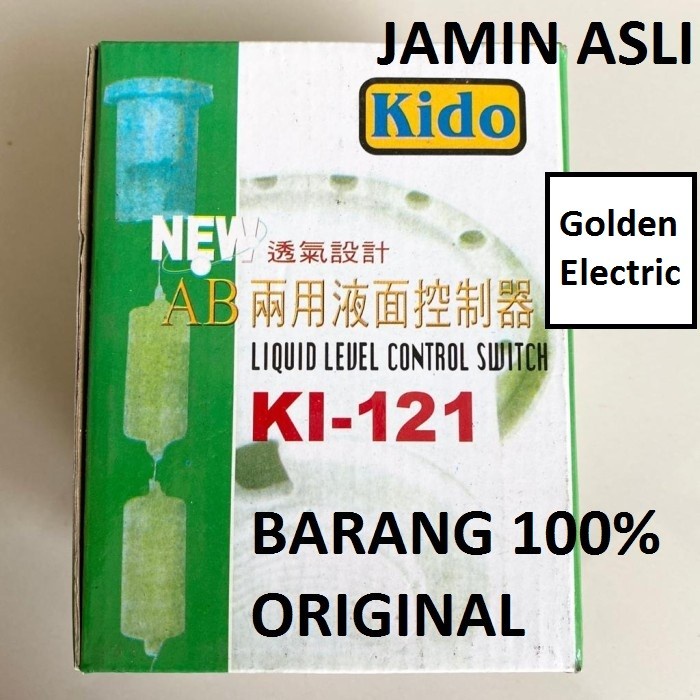 JAMIN ASLI
Kido
Golden
Electric
NEW 透氣設計
AB兩用液面控制器
LIQUID LEVEL CONTROL SWITCH
KI-121
BARANG 100%
ORIGINAL